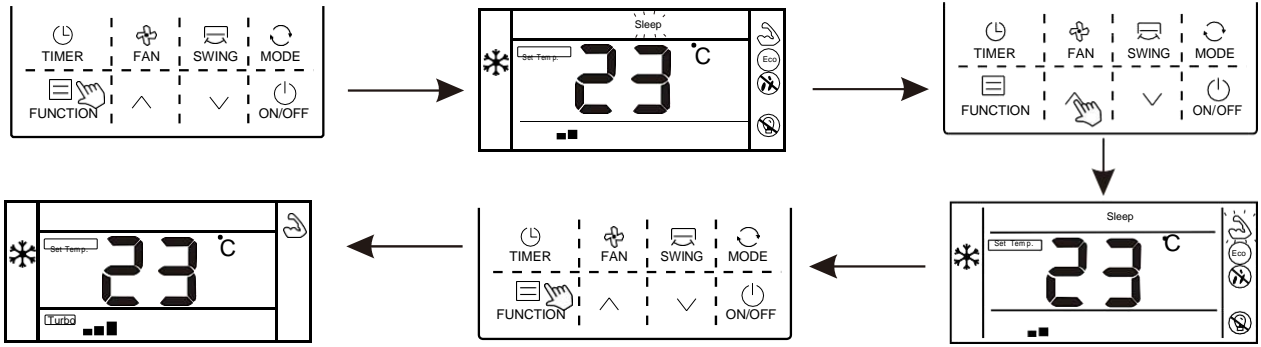 TIMER FAN SWING MODE
FUNCTION ON/OFF
Sleep
Set Temp. 23 °C
Eco
TIMER FAN SWING MODE
FUNCTION ON/OFF
Set Temp. 23 °C
Turbo
TIMER FAN SWING MODE
FUNCTION ON/OFF
Sleep
Set Temp. 23 °C
Eco